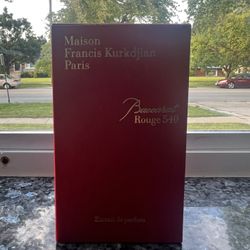 Maison
Francis Kurkdjian
Paris
Baccarat
Rouge 540
Extrait de parfum